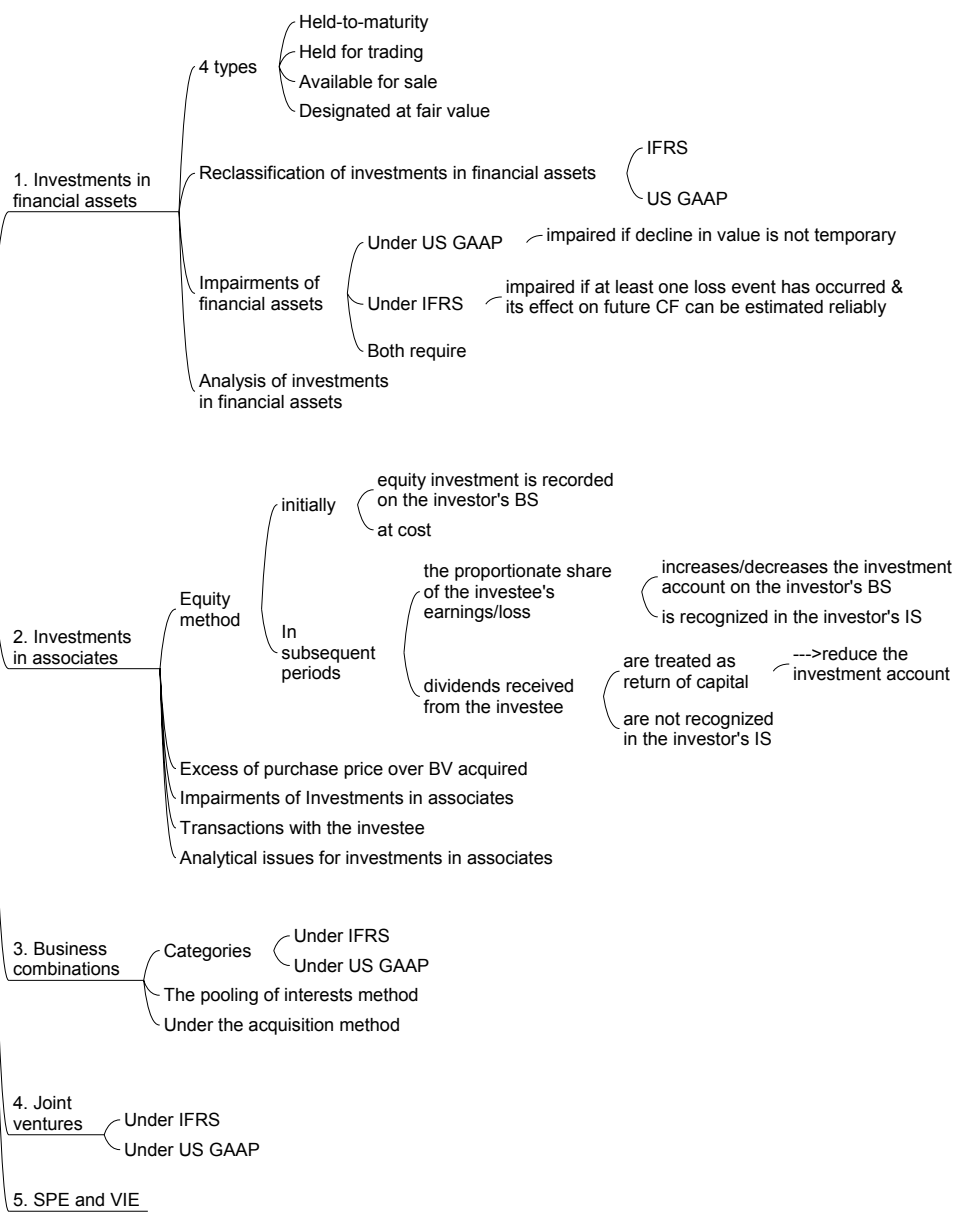 1. Investments in
financial assets
4 types
Held-to-maturity
Held for trading
Available for sale
Designated at fair value
Reclassification of investments in financial assets
IFRS
US GAAP
Impairments of
financial assets
Under US GAAP
impaired if decline in value is not temporary
Under IFRS
impaired if at least one loss event has occurred &
its effect on future CF can be estimated reliably
Both require
Analysis of investments
in financial assets
2. Investments
in associates
Equity
method
initially
equity investment is recorded
on the investor's BS
at cost
In
subsequent
periods
the proportionate share
of the investee's
earnings/loss
increases/decreases the investment
account on the investor's BS
is recognized in the investor's IS
dividends received
from the investee
are treated as
return of capital
--->reduce the
investment account
are not recognized
in the investor's IS
Excess of purchase price over BV acquired
Impairments of Investments in associates
Transactions with the investee
Analytical issues for investments in associates
3. Business
combinations
Categories
Under IFRS
Under US GAAP
The pooling of interests method
Under the acquisition method
4. Joint
ventures
Under IFRS
Under US GAAP
5. SPE and VIE